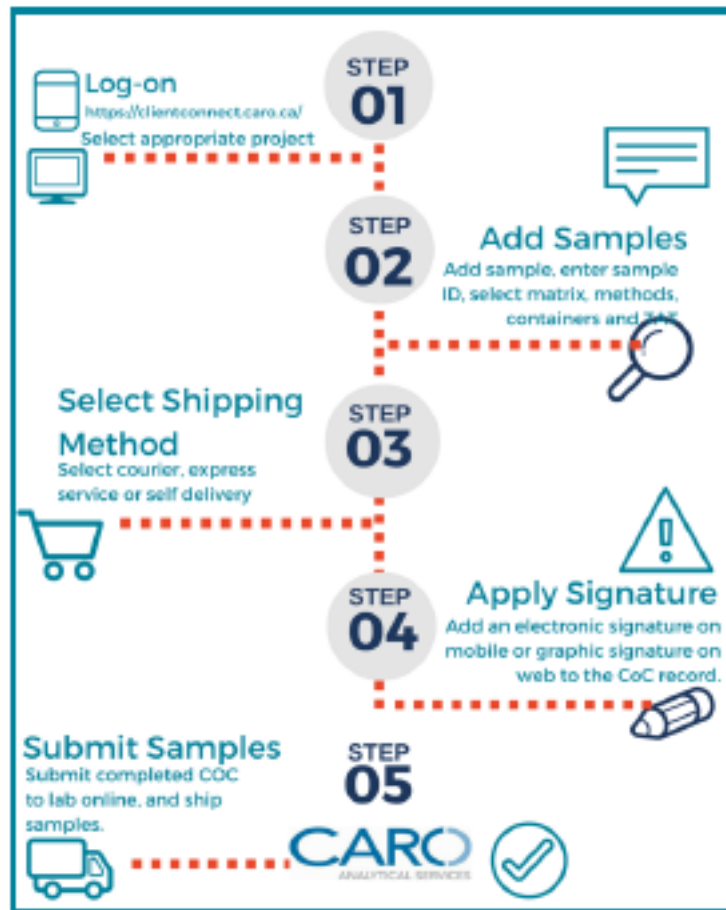 STEP
01
Log-on
https://clientconnect.caro.ca/
Select appropriate project
STEP
02
Add Samples
Add sample, enter sample
ID, select matrix, methods,
containers and
STEP
03
Select Shipping
Method
Select courier, express
service or self delivery
STEP
04
Apply Signature
Add an electronic signature on
mobile or graphic signature on
web to the CoC record.
STEP
05
Submit Samples
Submit completed COC
to lab online, and ship
samples.
CARO
ANALYTICAL SERVICES